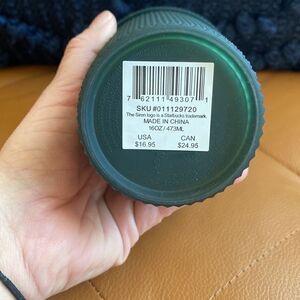 7 62111 49307 1
SKU #011129720
The Siren logo is a Starbucks trademark.
MADE IN CHINA
16OZ / 473ML
USA CAN
$16.95 $24.95